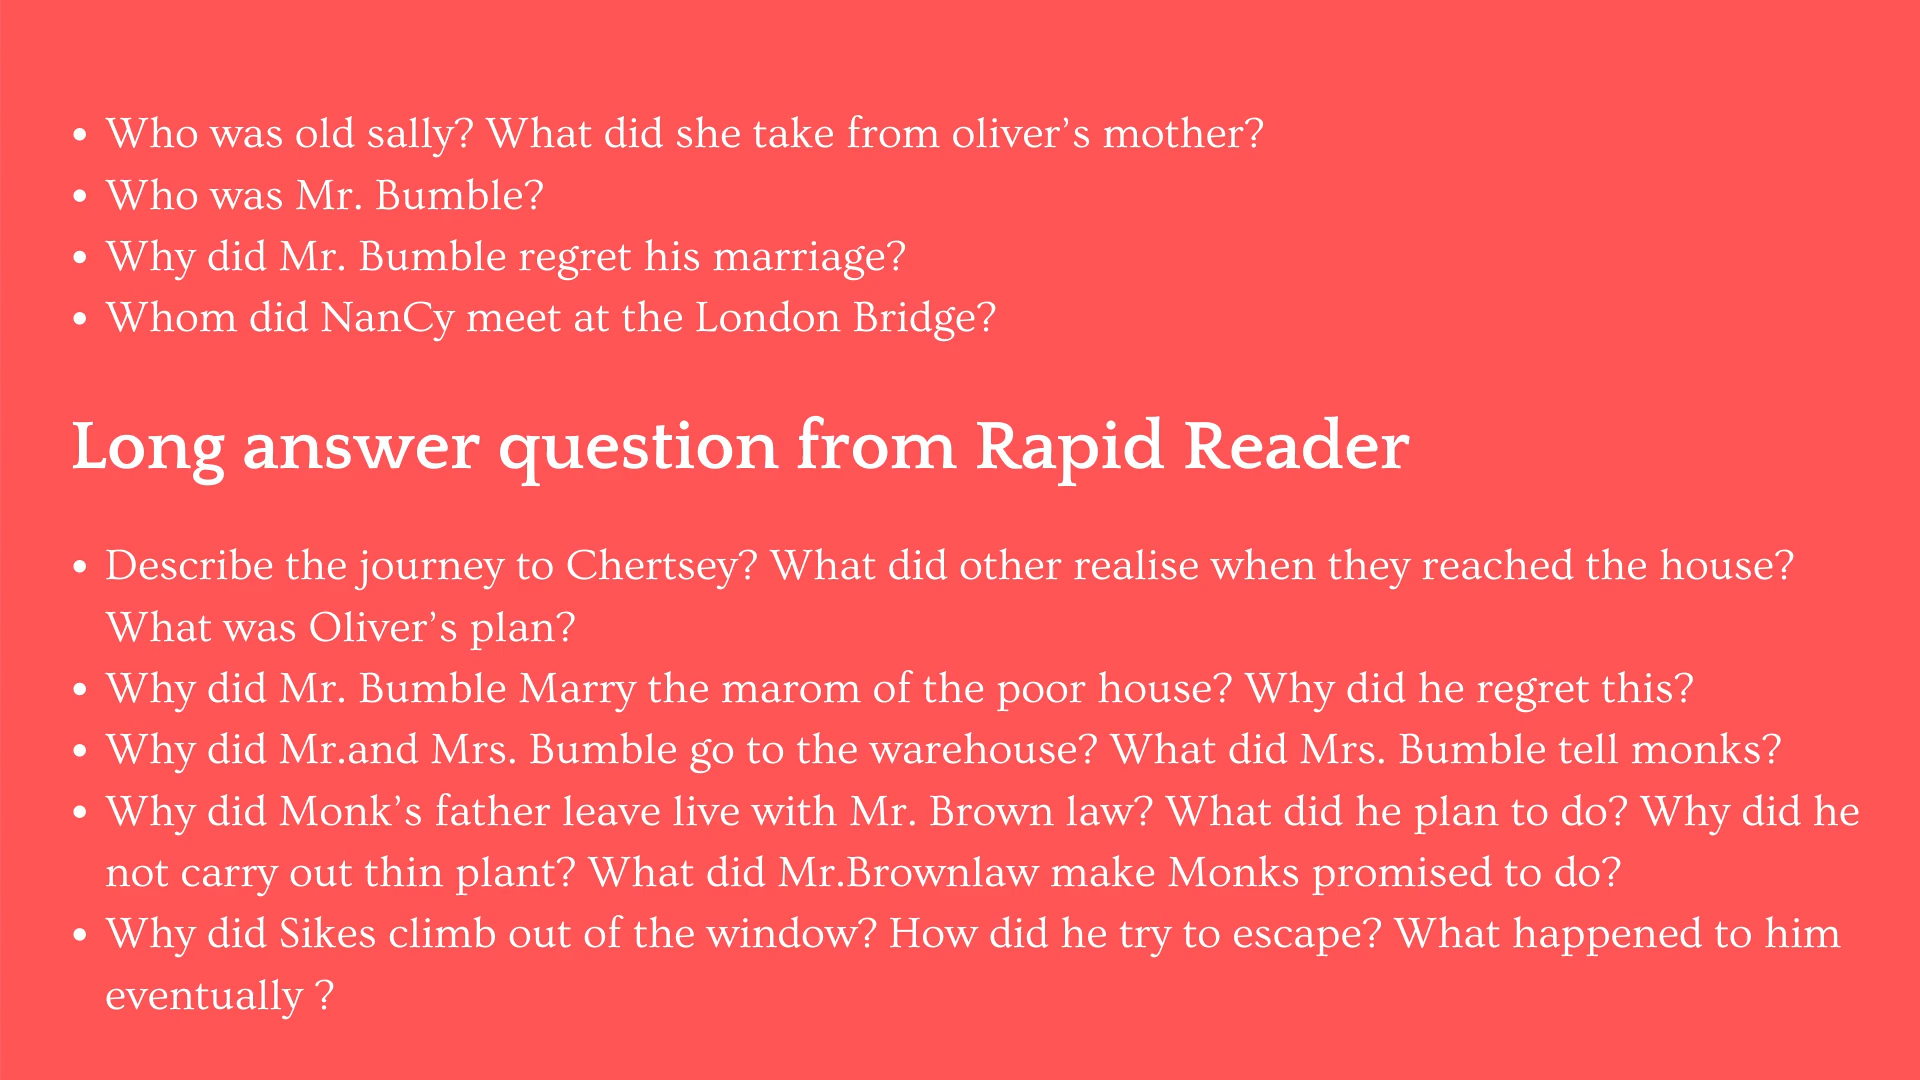 • Who was old sally? What did she take from oliver's mother?
• Who was Mr. Bumble?
• Why did Mr. Bumble regret his marriage?
• Whom did NanCy meet at the London Bridge?
Long answer question from Rapid Reader
• Describe the journey to Chertsey? What did other realise when they reached the house?
What was Oliver's plan?
• Why did Mr. Bumble Marry the marom of the poor house? Why did he regret this?
• Why did Mr.and Mrs. Bumble go to the warehouse? What did Mrs. Bumble tell monks?
• Why did Monk's father leave live with Mr. Brown law? What did he plan to do? Why did he
not carry out thin plant? What did Mr.Brownlaw make Monks promised to do?
• Why did Sikes climb out of the window? How did he try to escape? What happened to him
eventually ?